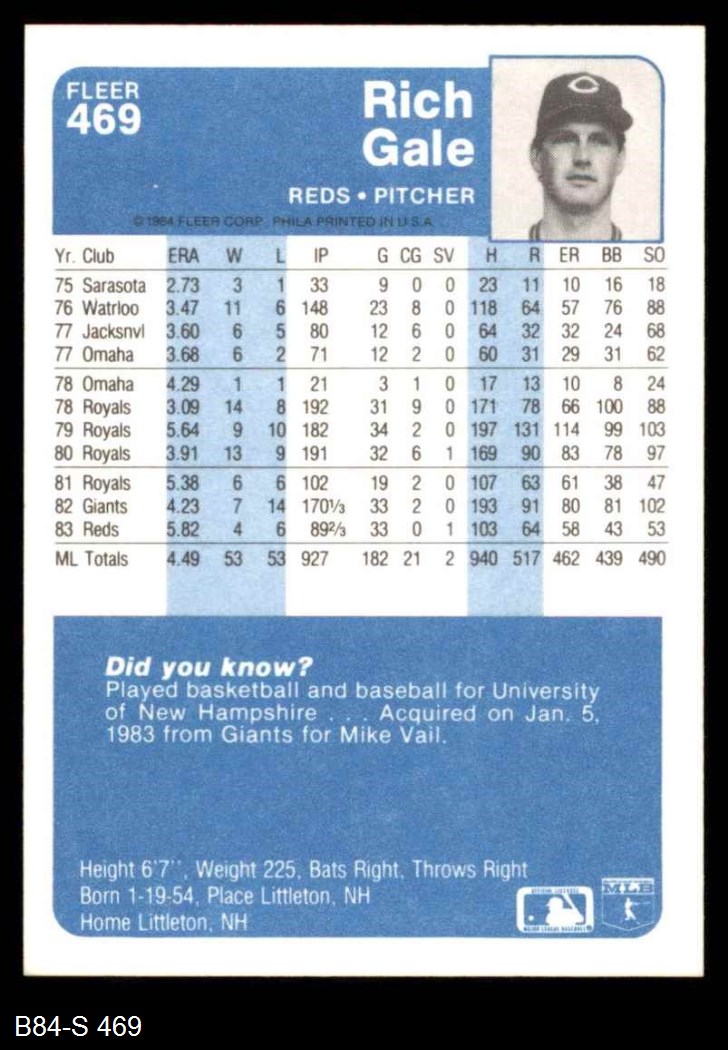 FLEER
469
Rich
Gale
REDS • PITCHER
© 1984 FLEER CORP. PHILA PRINTED IN U.S.A.
Yr. Club ERA W L IP G CG SV H R ER BB SO
75 Sarasota 2.73 3 1 33 9 0 0 23 11 10 16 18
76 Watrloo 3.47 11 6 148 23 8 0 118 64 57 76 88
77 Jacksnvl 3.60 6 5 80 12 6 0 64 32 32 24 68
77 Omaha 3.68 6 2 71 12 2 0 60 31 29 31 62
78 Omaha 4.29 1 1 21 3 1 0 17 13 10 8 24
78 Royals 3.09 14 8 192 31 9 0 171 78 66 100 88
79 Royals 5.64 9 10 182 34 2 0 197 131 114 99 103
80 Royals 3.91 13 9 191 32 6 1 169 90 83 78 97
81 Royals 5.38 6 6 102 19 2 0 107 63 61 38 47
82 Giants 4.23 7 14 170⅓ 33 2 0 193 91 80 81 102
83 Reds 5.82 4 6 89⅔ 33 0 1 103 64 58 43 53
ML Totals 4.49 53 53 927 182 21 2 940 517 462 439 490
Did you know?
Played basketball and baseball for University
of New Hampshire . . . Acquired on Jan. 5,
1983 from Giants for Mike Vail.
Height 6'7'', Weight 225, Bats Right, Throws Right
Born 1-19-54, Place Littleton, NH
Home Littleton, NH
MLB
B84-S 469